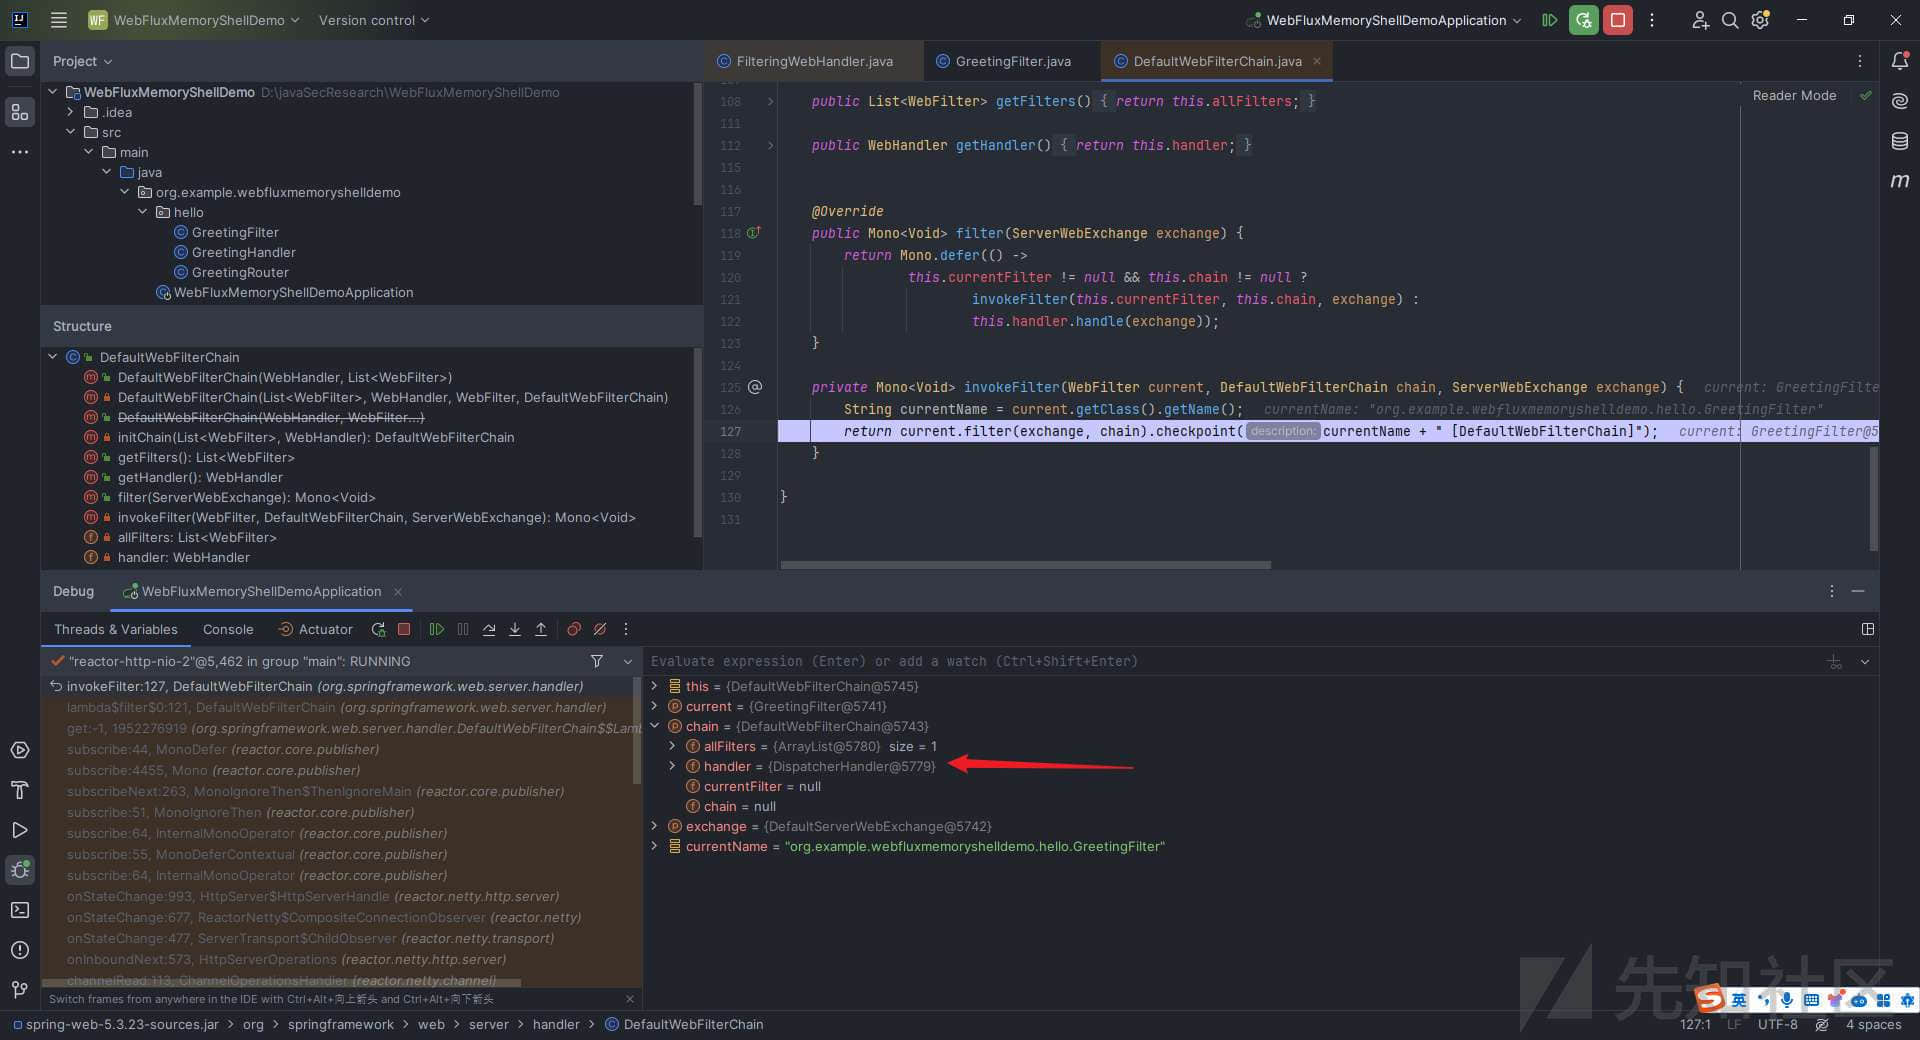 WF WebFluxMemoryShellDemo Version control WebFluxMemoryShellDemoApplication
Project
WebFluxMemoryShellDemo D:\javaSecResearch\WebFluxMemoryShellDemo
.idea
src
main
java
org.example.webfluxmemoryshelldemo
hello
GreetingFilter
GreetingHandler
GreetingRouter
WebFluxMemoryShellDemoApplication
Structure
DefaultWebFilterChain
DefaultWebFilterChain(WebHandler, List<WebFilter>)
DefaultWebFilterChain(List<WebFilter>, WebHandler, WebFilter, DefaultWebFilterChain)
DefaultWebFilterChain(WebHandler, WebFilter...)
initChain(List<WebFilter>, WebHandler): DefaultWebFilterChain
getFilters(): List<WebFilter>
getHandler(): WebHandler
filter(ServerWebExchange): Mono<Void>
invokeFilter(WebFilter, DefaultWebFilterChain, ServerWebExchange): Mono<Void>
allFilters: List<WebFilter>
handler: WebHandler
FilteringWebHandler.java GreetingFilter.java DefaultWebFilterChain.java
Reader Mode
108 public List<WebFilter> getFilters() { return this.allFilters; }
111
112 public WebHandler getHandler() { return this.handler; }
115
116
117 @Override
118 public Mono<Void> filter(ServerWebExchange exchange) {
119 return Mono.defer(() ->
120 this.currentFilter != null && this.chain != null ?
121 invokeFilter(this.currentFilter, this.chain, exchange) :
122 this.handler.handle(exchange));
123 }
124
125 private Mono<Void> invokeFilter(WebFilter current, DefaultWebFilterChain chain, ServerWebExchange exchange) { current: GreetingFilte
126 String currentName = current.getClass().getName(); currentName: "org.example.webfluxmemoryshelldemo.hello.GreetingFilter"
127 return current.filter(exchange, chain).checkpoint( description: currentName + " [DefaultWebFilterChain]"); current: GreetingFilter@5
128 }
129
130 }
131
Debug WebFluxMemoryShellDemoApplication
Threads & Variables Console Actuator
"reactor-http-nio-2"@5,462 in group "main": RUNNING
invokeFilter:127, DefaultWebFilterChain (org.springframework.web.server.handler)
lambda$filter$0:121, DefaultWebFilterChain (org.springframework.web.server.handler)
get:-1, 1952276919 (org.springframework.web.server.handler.DefaultWebFilterChain$$Lamb
subscribe:44, MonoDefer (reactor.core.publisher)
subscribe:4455, Mono (reactor.core.publisher)
subscribeNext:263, MonoIgnoreThen$ThenIgnoreMain (reactor.core.publisher)
subscribe:51, MonoIgnoreThen (reactor.core.publisher)
subscribe:64, InternalMonoOperator (reactor.core.publisher)
subscribe:55, MonoDeferContextual (reactor.core.publisher)
subscribe:64, InternalMonoOperator (reactor.core.publisher)
onStateChange:993, HttpServer$HttpServerHandle (reactor.netty.http.server)
onStateChange:677, ReactorNetty$CompositeConnectionObserver (reactor.netty)
onStateChange:477, ServerTransport$ChildObserver (reactor.netty.transport)
onInboundNext:573, HttpServerOperations (reactor.netty.http.server)
channelRead:113, ChannelOperationsHandler (reactor.netty.channel)
Switch frames from anywhere in the IDE with Ctrl+Alt+向上箭头 and Ctrl+Alt+向下箭头
Evaluate expression (Enter) or add a watch (Ctrl+Shift+Enter)
this = {DefaultWebFilterChain@5745}
current = {GreetingFilter@5741}
chain = {DefaultWebFilterChain@5743}
allFilters = {ArrayList@5780} size = 1
handler = {DispatcherHandler@5779}
currentFilter = null
chain = null
exchange = {DefaultServerWebExchange@5742}
currentName = "org.example.webfluxmemoryshelldemo.hello.GreetingFilter"
先知社区
英
spring-web-5.3.23-sources.jar > org > springframework > web > server > handler > DefaultWebFilterChain
127:1 LF UTF-8 4 spaces